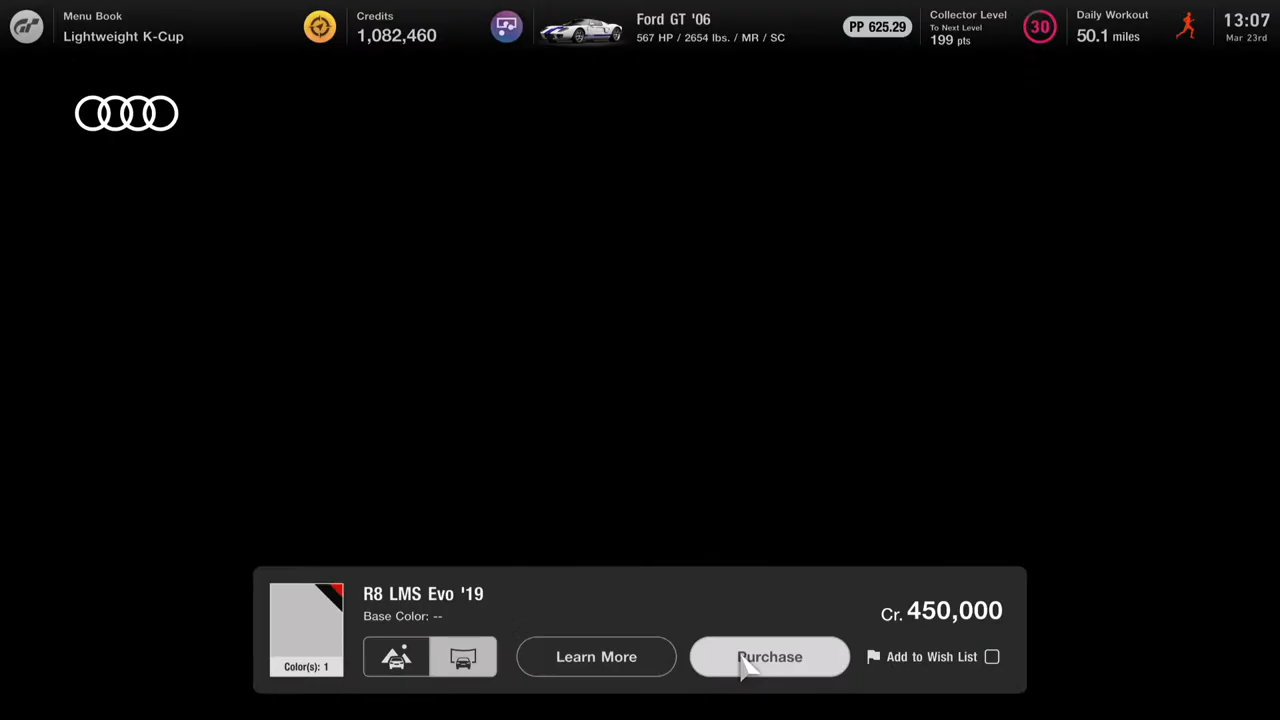 Menu Book
Lightweight K-Cup
Credits
1,082,460
Ford GT '06
567 HP / 2654 lbs. / MR / SC
PP 625.29
Collector Level
To Next Level
199 pts
30
Daily Workout
50.1 miles
13:07
Mar 23rd
R8 LMS Evo '19
Base Color: --
Cr. 450,000
Color(s): 1
Learn More
Purchase
Add to Wish List